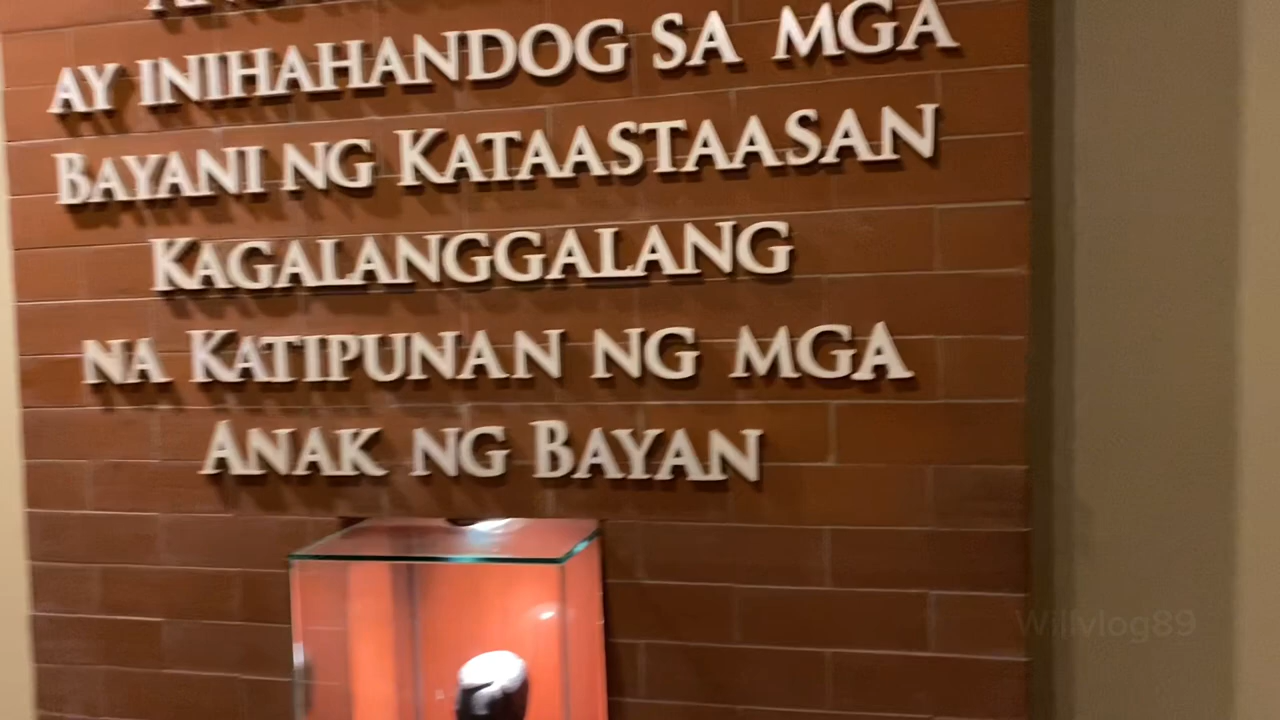 AY INIHAHANDOG SA MGA
BAYANI NG KATAASTAASAN
KAGALANGGALANG
NA KATIPUNAN NG MGA
ANAK NG BAYAN
Willvlog89